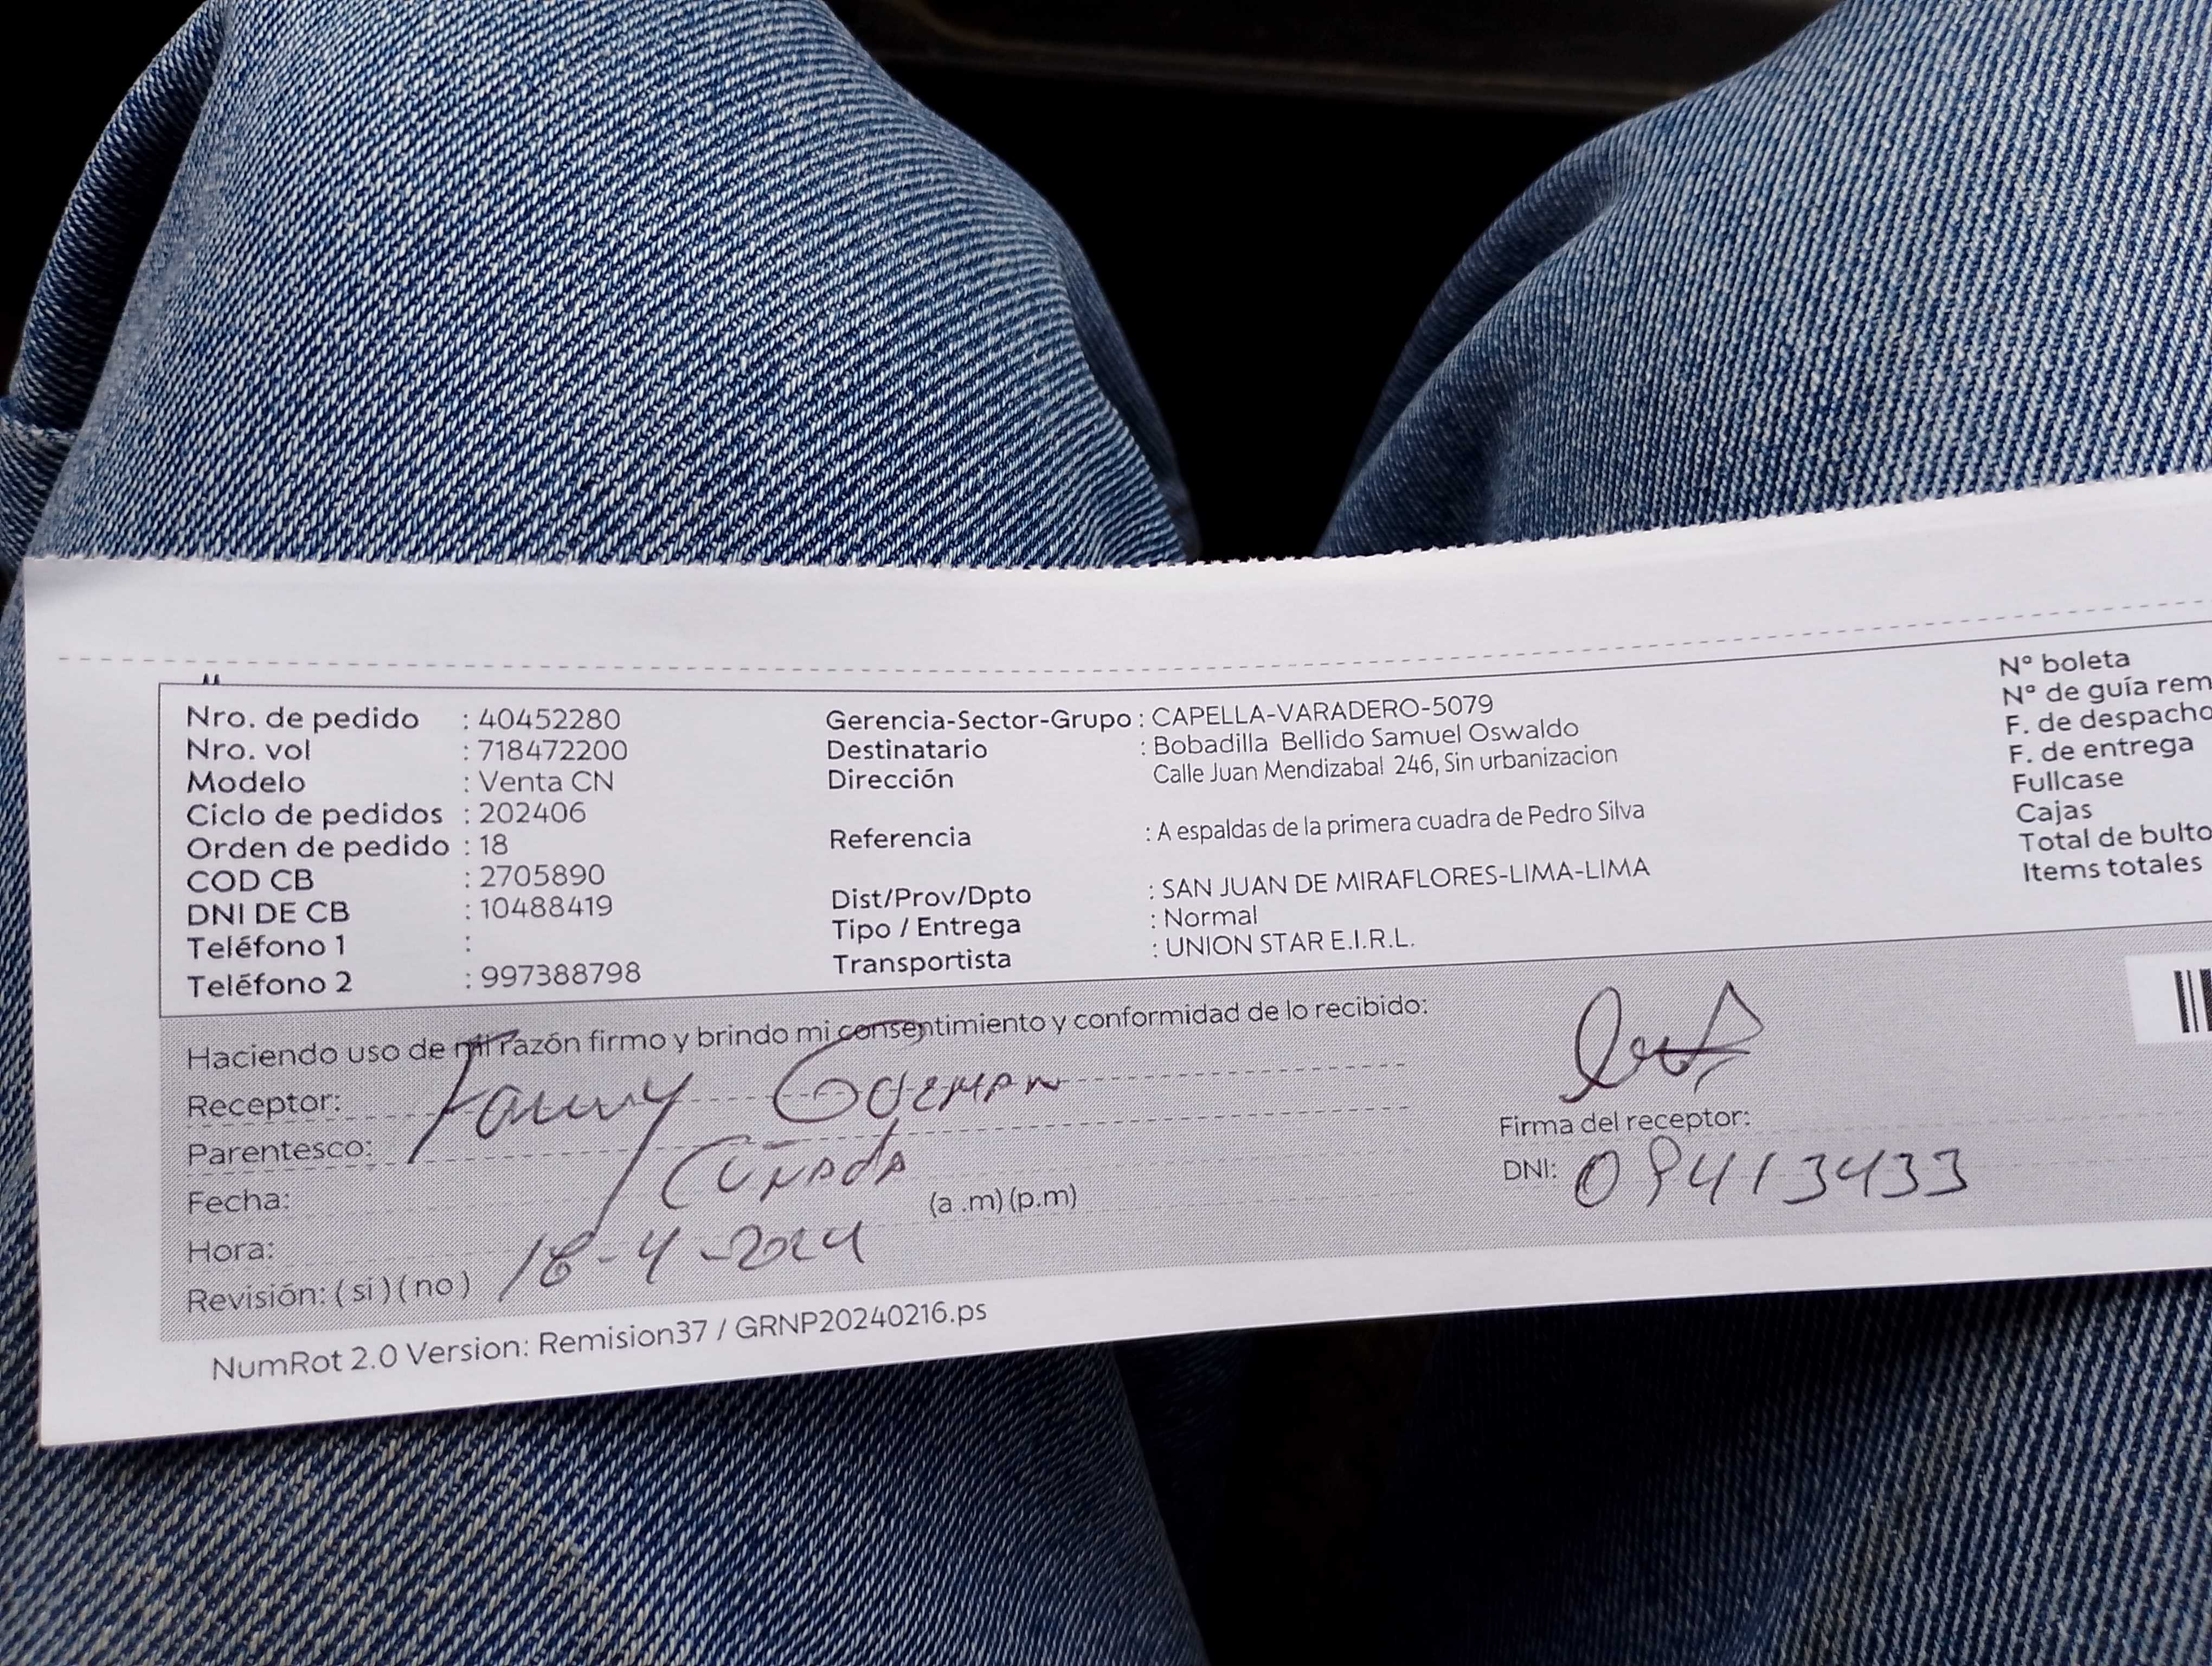 Nro. de pedido : 40452280
Nro. vol : 718472200
Modelo : Venta CN
Ciclo de pedidos : 202406
Orden de pedido : 18
COD CB : 2705890
DNI DE CB : 10488419
Teléfono 1 :
Teléfono 2 : 997388798
Gerencia-Sector-Grupo : CAPELLA-VARADERO-5079
Destinatario : Bobadilla Bellido Samuel Oswaldo
Dirección Calle Juan Mendizabal 246, Sin urbanizacion
Referencia : A espaldas de la primera cuadra de Pedro Silva
Dist/Prov/Dpto : SAN JUAN DE MIRAFLORES-LIMA-LIMA
Tipo / Entrega : Normal
Transportista : UNION STAR E.I.R.L.
N° boleta
N° de guía rem
F. de despacho
F. de entrega
Fullcase
Cajas
Total de bulto
Items totales
Haciendo uso de mi razón firmo y brindo mi consentimiento y conformidad de lo recibido:
Receptor: Fanny
Parentesco: Cuñada
Fecha: (a .m) (p.m)
Hora: 16-4-2024
Revisión: ( si ) ( no )
Firma del receptor:
DNI: 09413433
NumRot 2.0 Version: Remision37 / GRNP20240216.ps